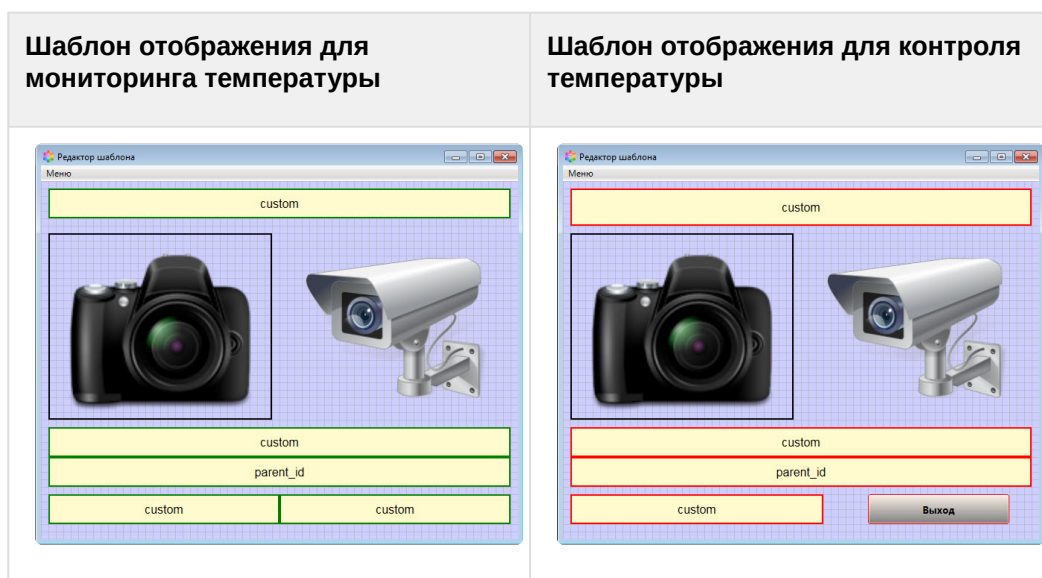 Шаблон отображения для
мониторинга температуры
Шаблон отображения для контроля
температуры
Редактор шаблона
Меню
custom
custom
parent_id
custom custom
Редактор шаблона
Меню
custom
custom
parent_id
custom Выход